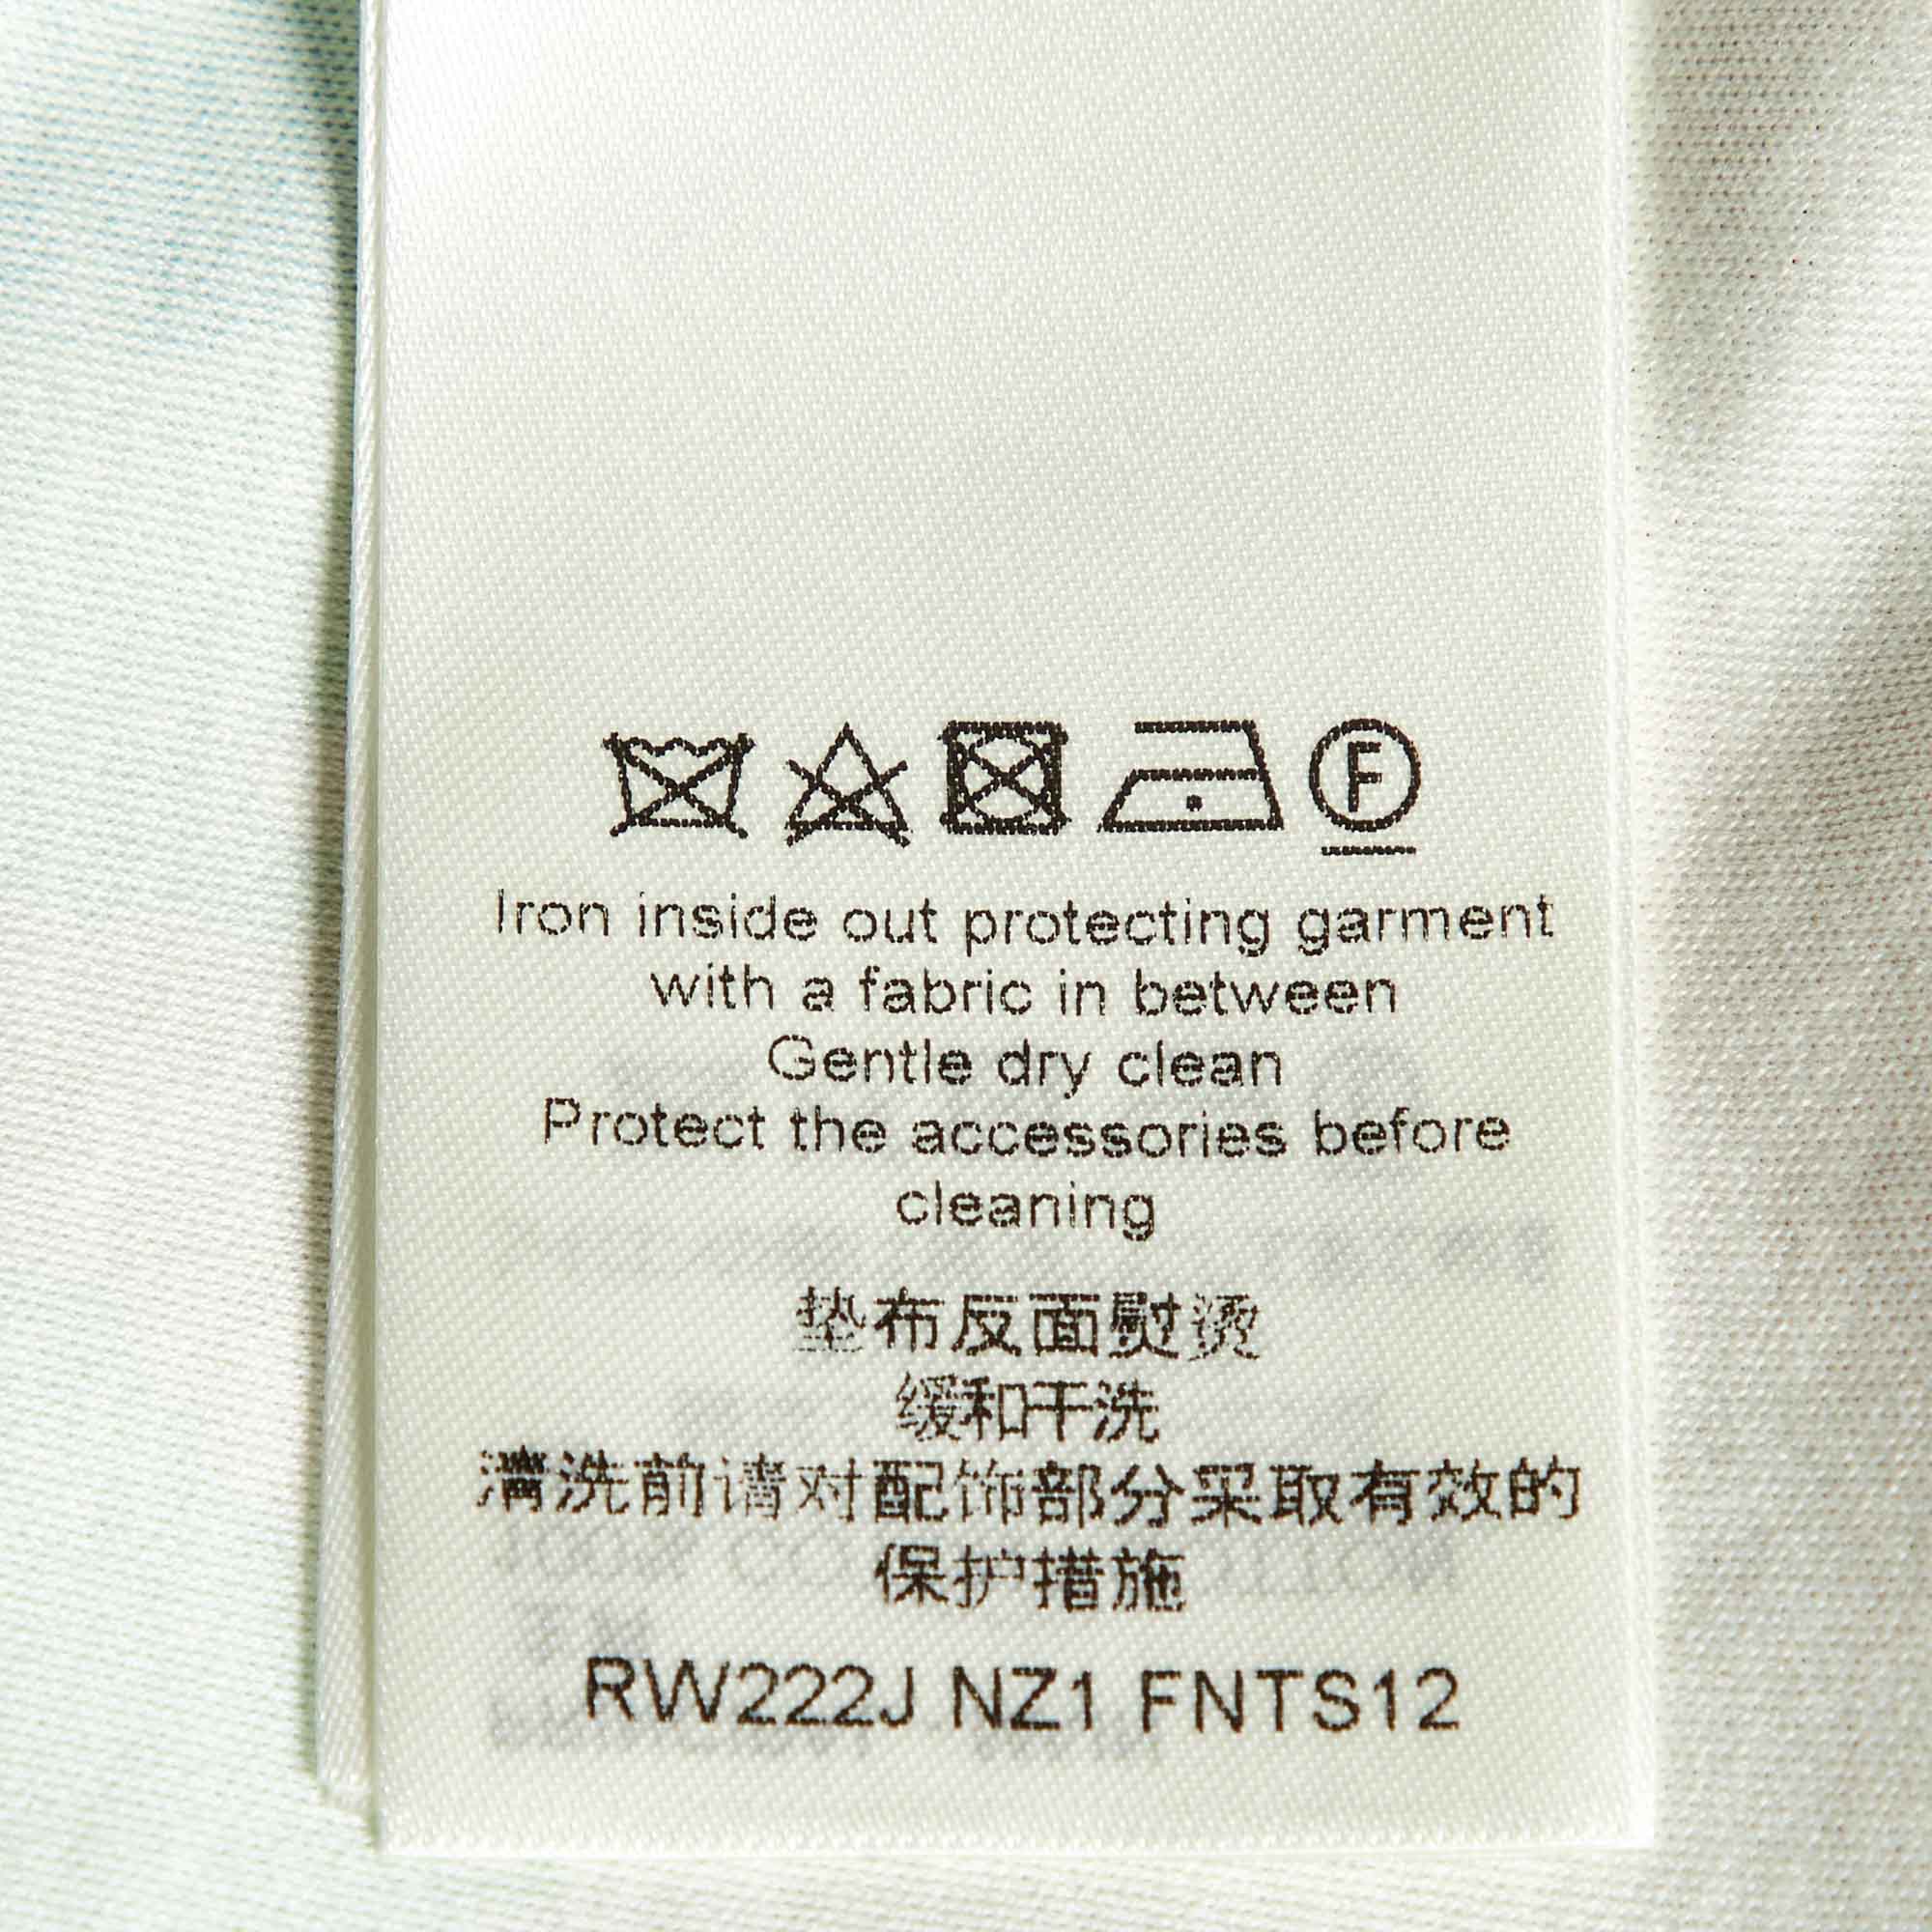 F
Iron inside out protecting garment
with a fabric in between
Gentle dry clean
Protect the accessories before
cleaning
垫布反面熨烫
缓和干洗
清洗前请对配饰部分采取有效的
保护措施
RW222J NZ1 FNTS12